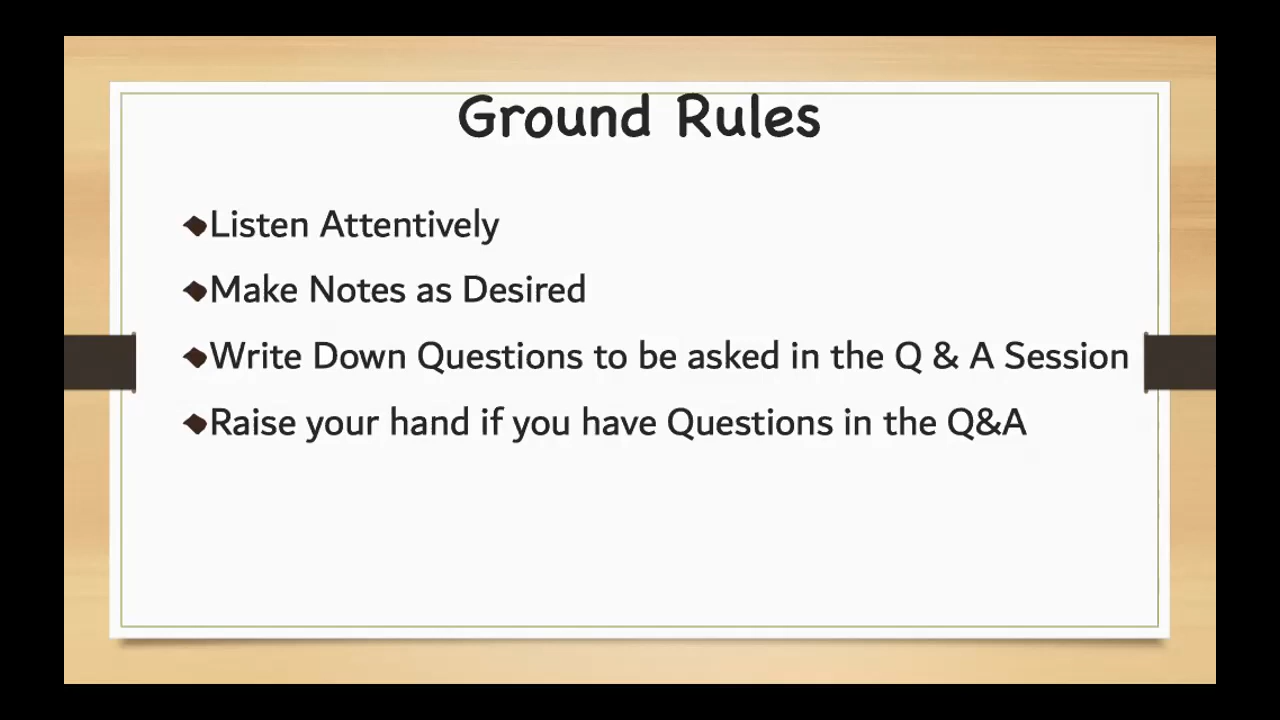 Ground Rules
Listen Attentively
Make Notes as Desired
Write Down Questions to be asked in the Q & A Session
Raise your hand if you have Questions in the Q&A